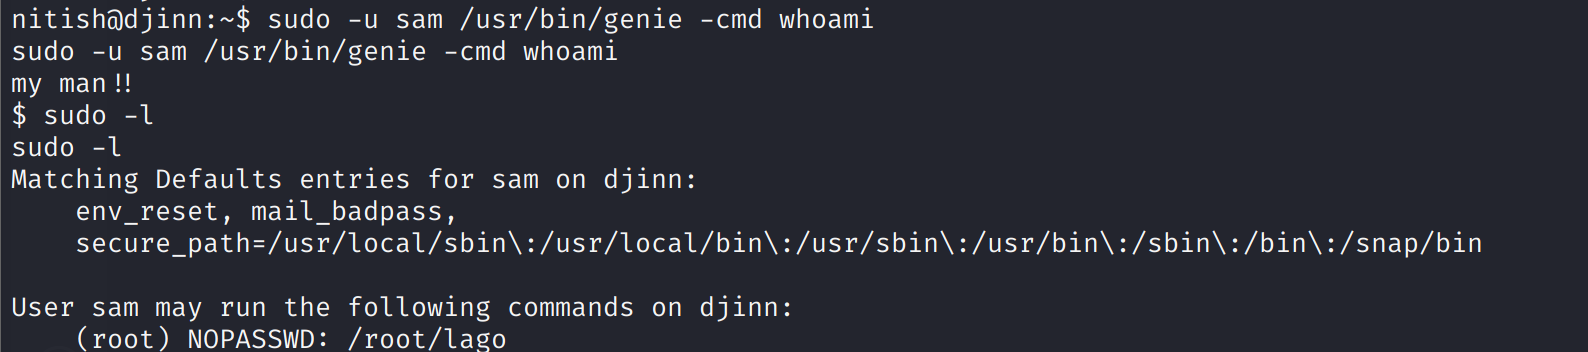 nitish@djinn:~$ sudo -u sam /usr/bin/genie -cmd whoami
sudo -u sam /usr/bin/genie -cmd whoami
my man!!
$ sudo -l
sudo -l
Matching Defaults entries for sam on djinn:
    env_reset, mail_badpass,
    secure_path=/usr/local/sbin\:/usr/local/bin\:/usr/sbin\:/usr/bin\:/sbin\:/bin\:/snap/bin

User sam may run the following commands on djinn:
    (root) NOPASSWD: /root/lago